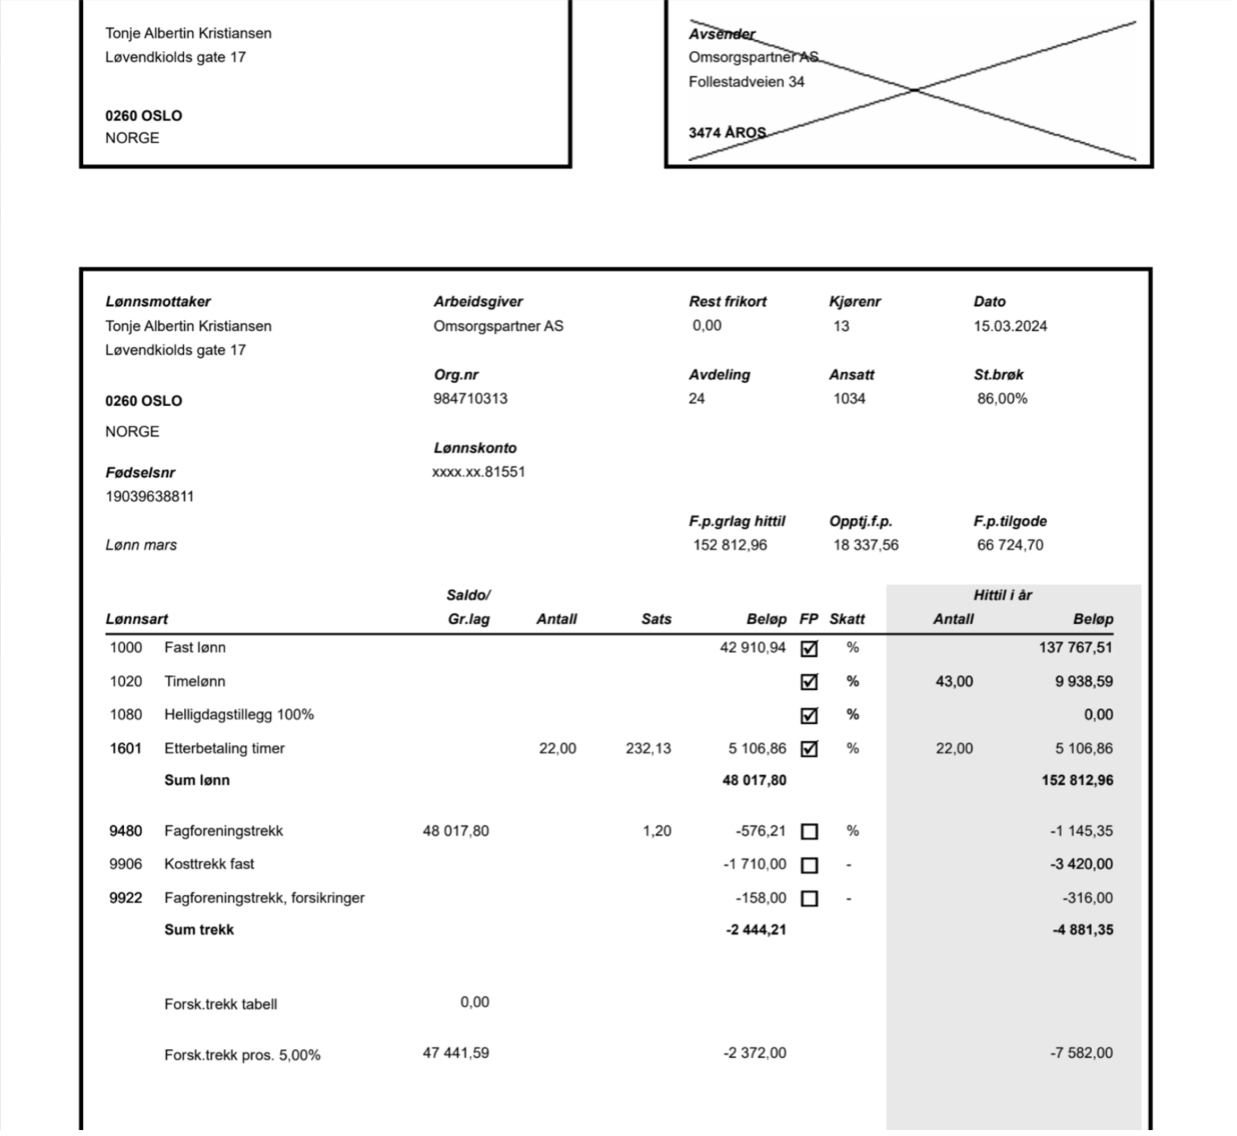 Tonje Albertin Kristiansen
Løvendkiolds gate 17
0260 OSLO
NORGE
Avsender
Omsorgspartner AS
Follestadveien 34
3474 ÅROS
Lønnsmottaker
Tonje Albertin Kristiansen
Løvendkiolds gate 17
0260 OSLO
NORGE
Fødselsnr
19039638811
Lønn mars
Arbeidsgiver
Omsorgspartner AS
Org.nr
984710313
Lønnskonto
xxxx.xx.81551
Rest frikort Kjørenr Dato
0,00 13 15.03.2024
Avdeling Ansatt St.brøk
24 1034 86,00%
F.p.grlag hittil Opptj.f.p. F.p.tilgode
152 812,96 18 337,56 66 724,70
Saldo/ Hittil i år
Lønnsart Gr.lag Antall Sats Beløp FP Skatt Antall Beløp
1000 Fast lønn 42 910,94 % 137 767,51
1020 Timelønn % 43,00 9 938,59
1080 Helligdagstillegg 100% % 0,00
1601 Etterbetaling timer 22,00 232,13 5 106,86 % 22,00 5 106,86
Sum lønn 48 017,80 152 812,96
9480 Fagforeningstrekk 48 017,80 1,20 -576,21 % -1 145,35
9906 Kosttrekk fast -1 710,00 - -3 420,00
9922 Fagforeningstrekk, forsikringer -158,00 - -316,00
Sum trekk -2 444,21 -4 881,35
Forsk.trekk tabell 0,00
Forsk.trekk pros. 5,00% 47 441,59 -2 372,00 -7 582,00